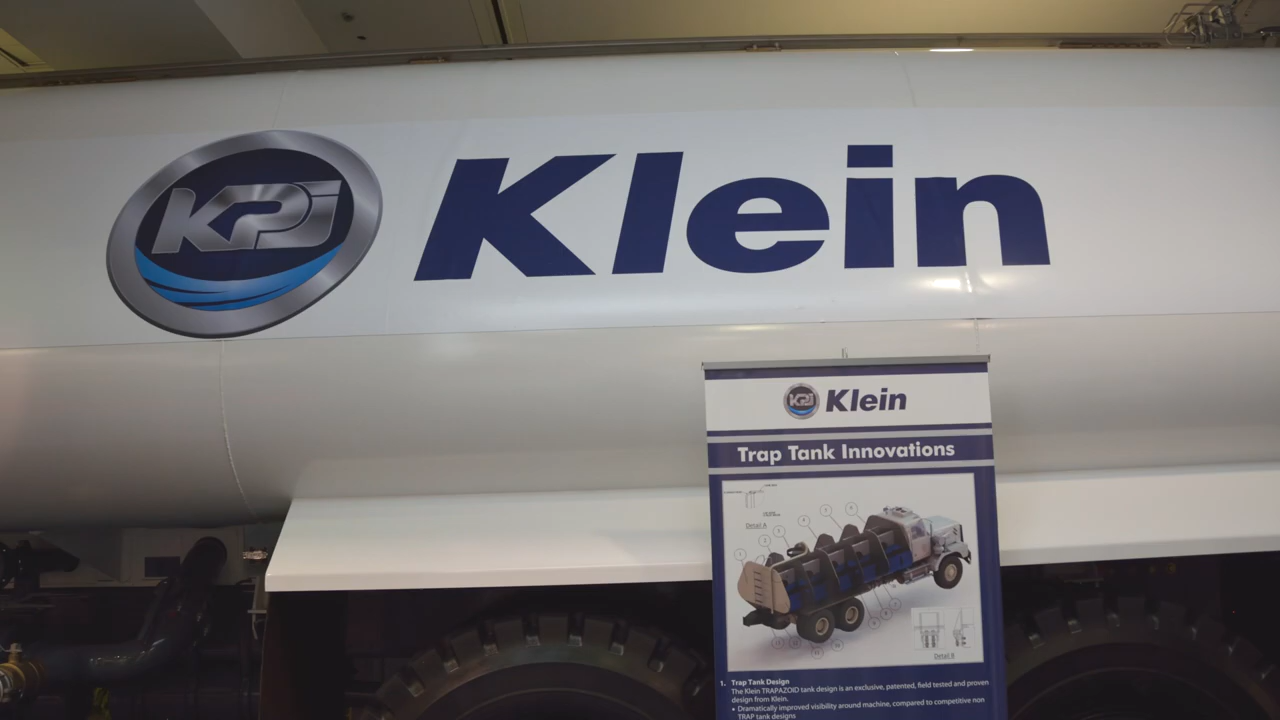 KPJ
Klein
KPJ Klein
Trap Tank Innovations
Detail A
Detail B
1. Trap Tank Design
The Klein TRAPAZOID tank design is an exclusive, patented, field tested and proven
design from Klein.
• Dramatically improved visibility around machine, compared to competitive non
TRAP tank designs